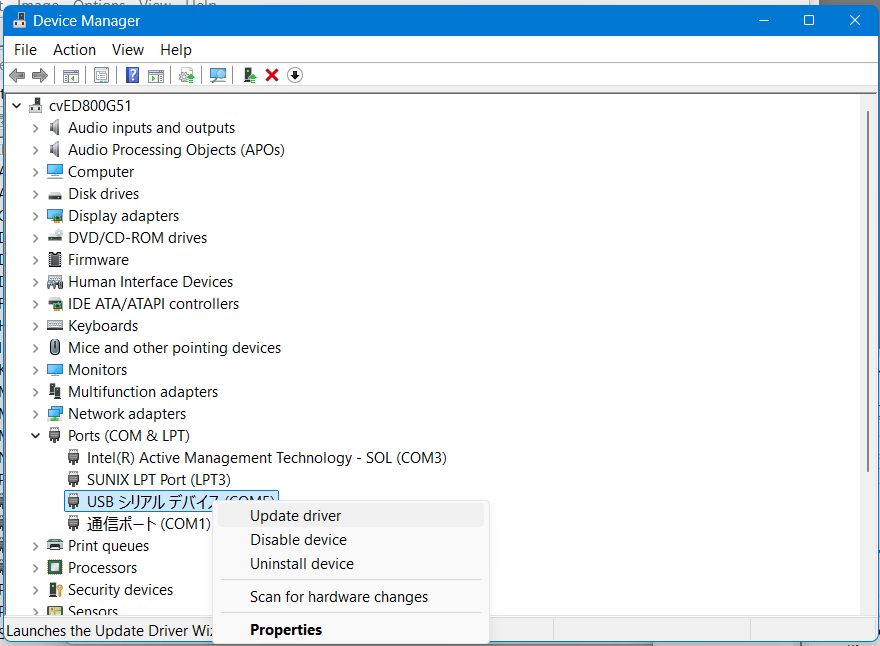 Image Options View Help
Device Manager
File Action View Help
cvED800G51
Audio inputs and outputs
Audio Processing Objects (APOs)
Computer
Disk drives
Display adapters
DVD/CD-ROM drives
Firmware
Human Interface Devices
IDE ATA/ATAPI controllers
Keyboards
Mice and other pointing devices
Monitors
Multifunction adapters
Network adapters
Ports (COM & LPT)
Intel(R) Active Management Technology - SOL (COM3)
SUNIX LPT Port (LPT3)
USB シリアル デバイス (COM5)
通信ポート (COM1)
Print queues
Processors
Security devices
Sensors
Update driver
Disable device
Uninstall device
Scan for hardware changes
Properties
Launches the Update Driver Wiz